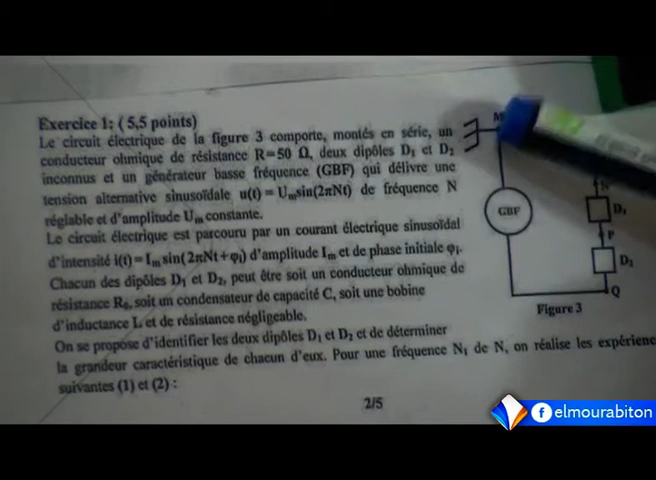 Exercice 1: ( 5,5 points)
Le circuit électrique de la figure 3 comporte, montés en série, un
conducteur ohmique de résistance R=50 Ω, deux dipôles D₁ et D₂
inconnus et un générateur basse fréquence (GBF) qui délivre une
tension alternative sinusoïdale u(t) = Uₘsin(2πNt) de fréquence N
réglable et d'amplitude Uₘ constante.
Le circuit électrique est parcouru par un courant électrique sinusoïdal
d'intensité i(t)= Iₘ sin(2πNt+φᵢ) d'amplitude Iₘ et de phase initiale φᵢ.
Chacun des dipôles D₁ et D₂, peut être soit un conducteur ohmique de
résistance R₀, soit un condensateur de capacité C, soit une bobine
d'inductance L et de résistance négligeable.
On se propose d'identifier les deux dipôles D₁ et D₂ et de déterminer
la grandeur caractéristique de chacun d'eux. Pour une fréquence N₁ de N, on réalise les expérienc
suivantes (1) et (2) :
2/5
M
GBF
N
D₁
P
D₂
Q
Figure 3
f elmourabiton